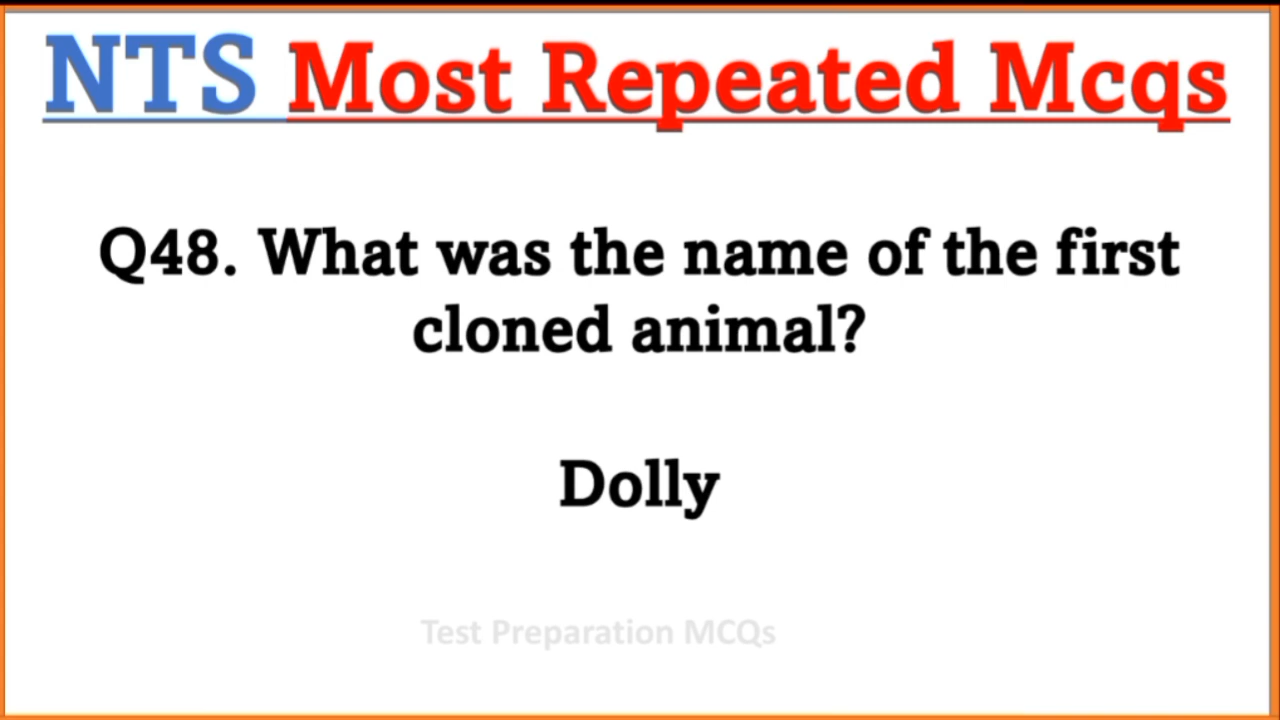 NTS Most Repeated Mcqs
Q48. What was the name of the first
cloned animal?
Dolly
Test Preparation MCQs